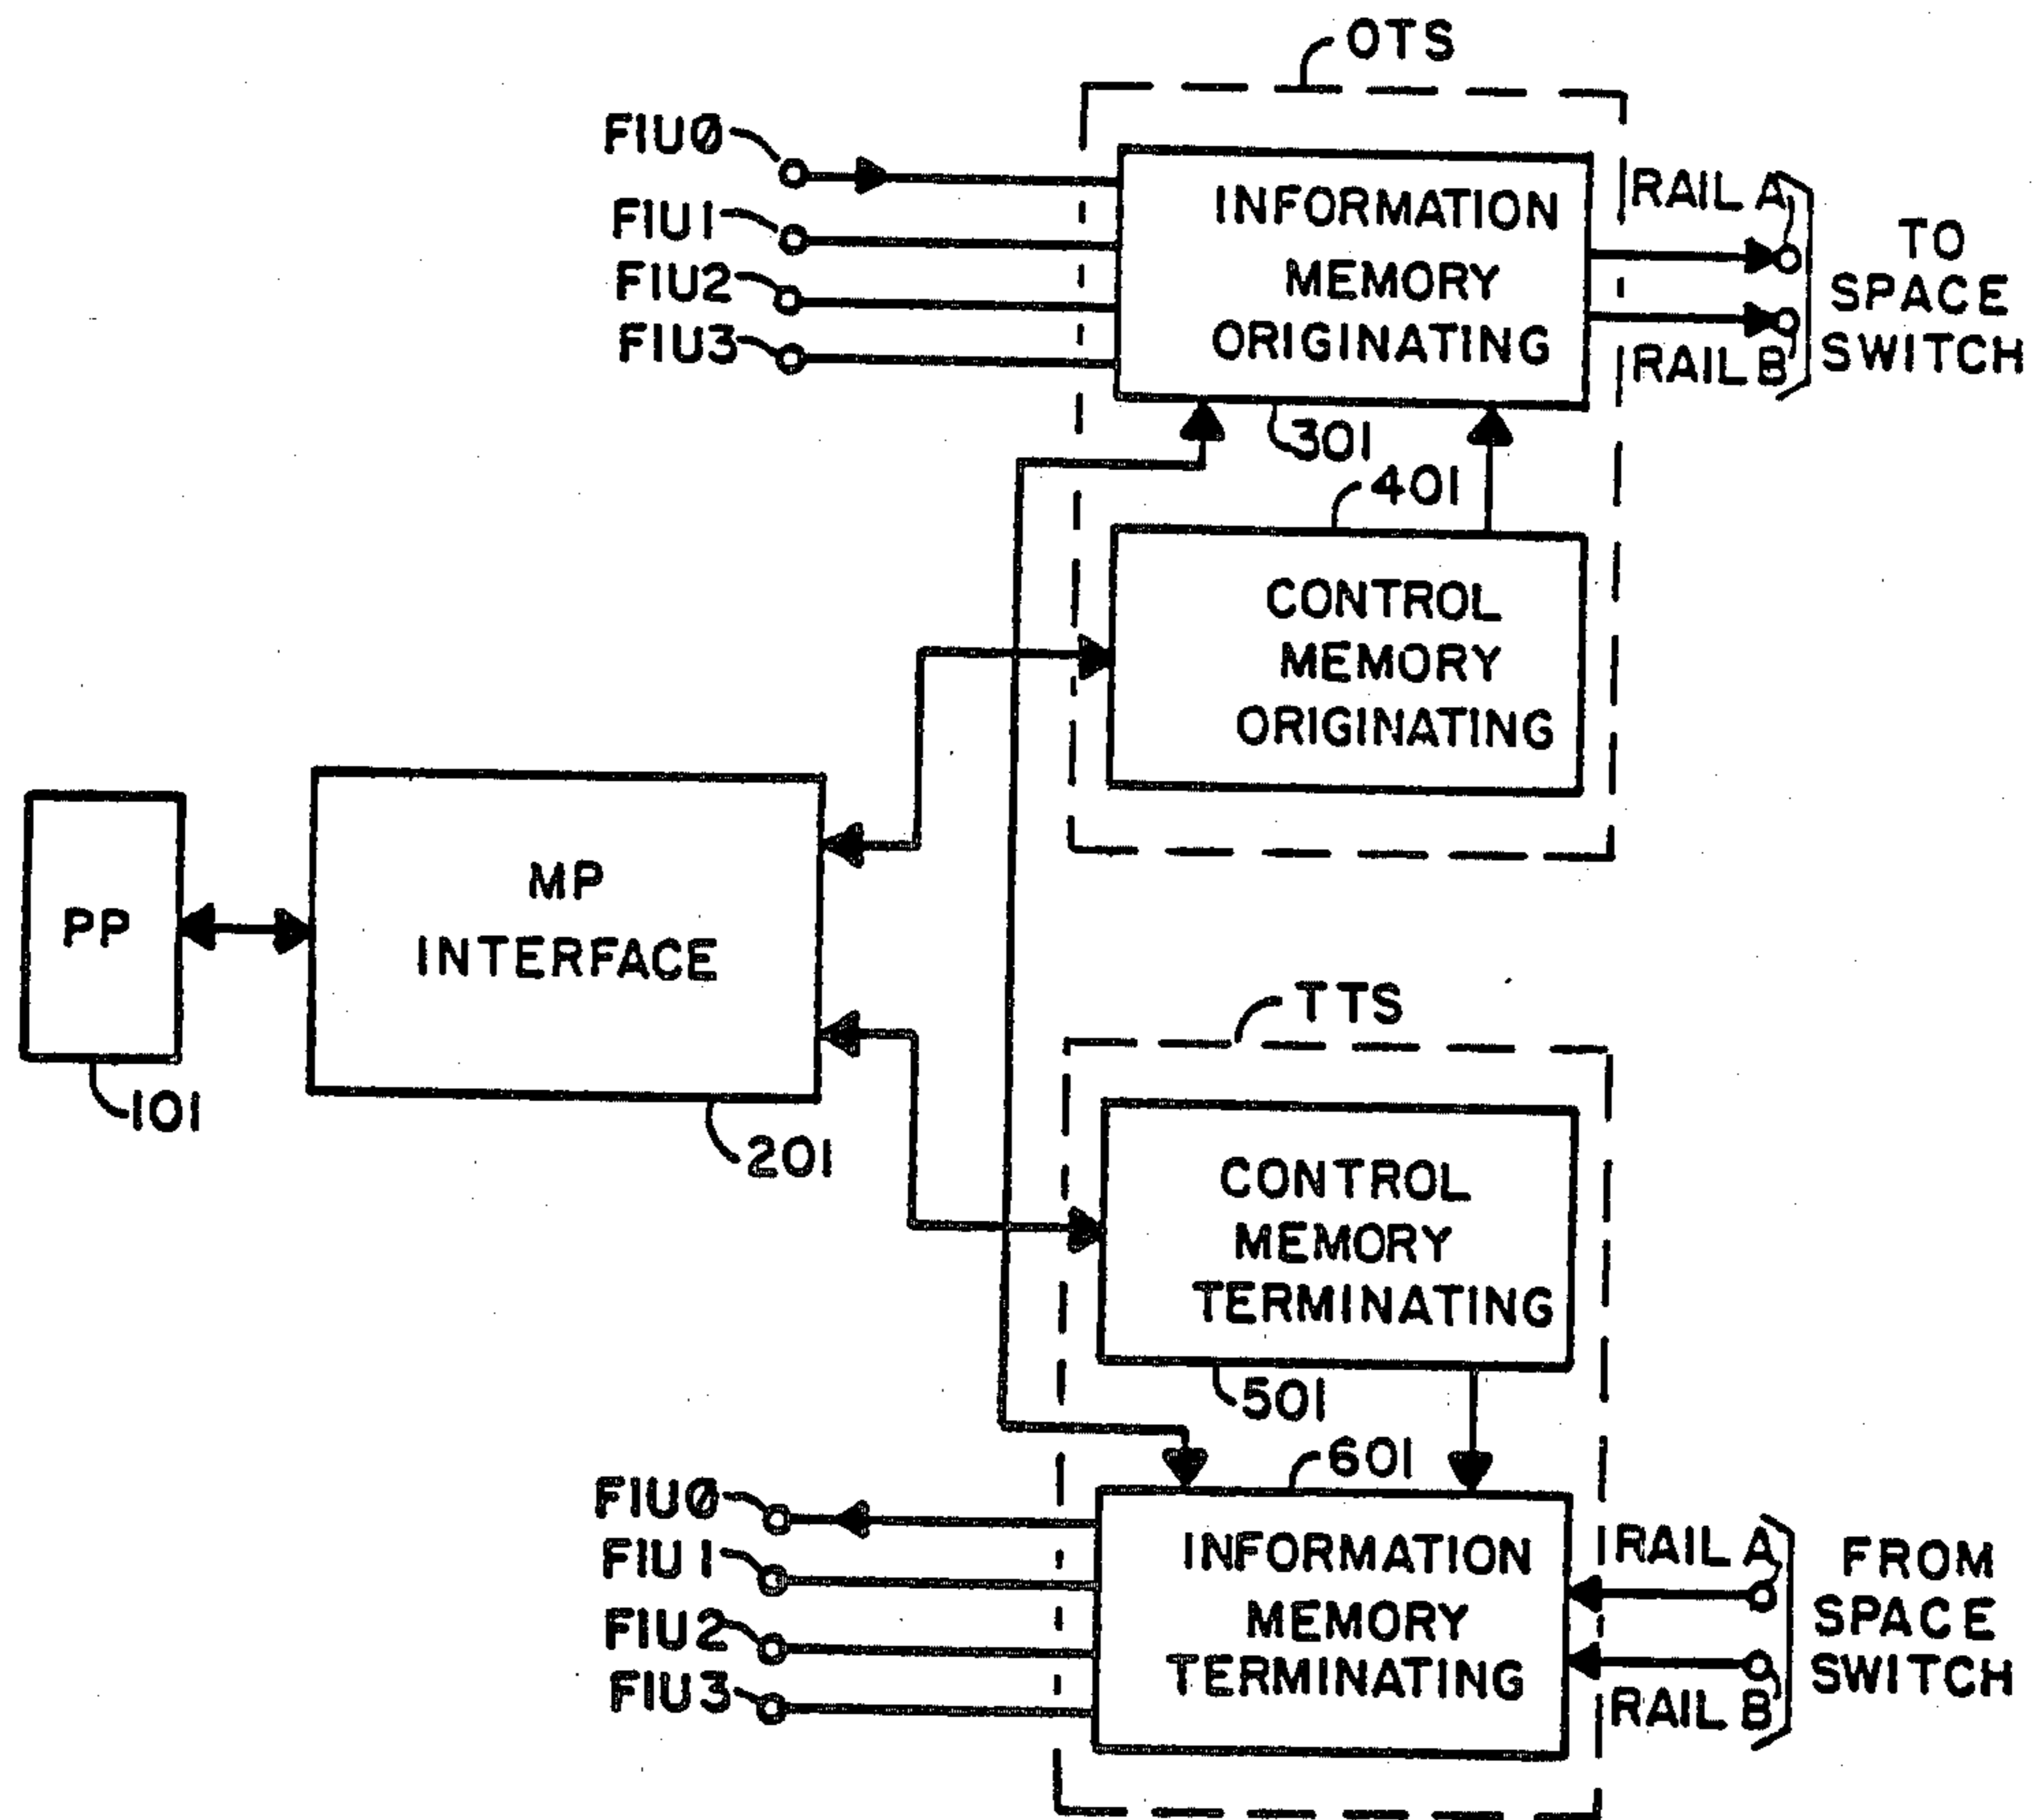 OTS
FIU0
FIU1
FIU2
FIU3
INFORMATION
MEMORY
ORIGINATING
RAIL A
RAIL B
TO
SPACE
SWITCH
301
401
CONTROL
MEMORY
ORIGINATING
PP
101
MP
INTERFACE
201
TTS
CONTROL
MEMORY
TERMINATING
501
601
FIU0
FIU1
FIU2
FIU3
INFORMATION
MEMORY
TERMINATING
RAIL A
RAIL B
FROM
SPACE
SWITCH